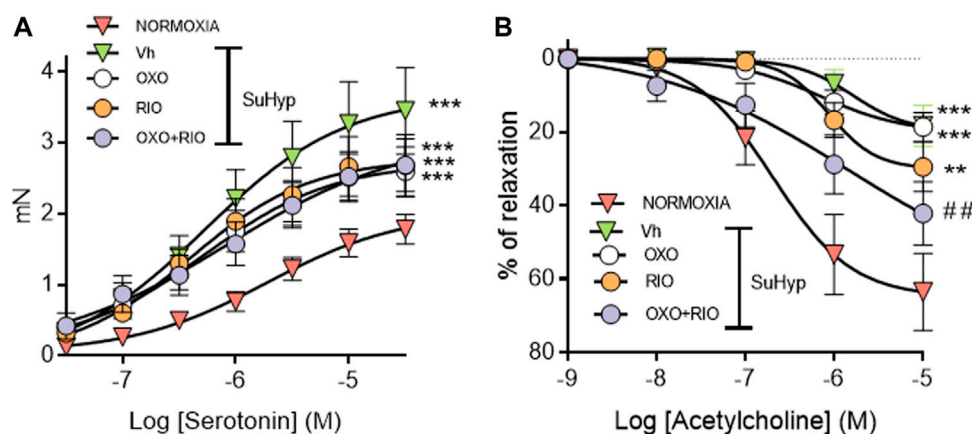 A
NORMOXIA
Vh
OXO
RIO
OXO+RIO
SuHyp
4
3
2
1
0
mN
***
***
***
***
-7
-6
-5
Log [Serotonin] (M)
B
0
20
40
60
80
% of relaxation
NORMOXIA
Vh
OXO
RIO
OXO+RIO
SuHyp
***
***
**
##
-9
-8
-7
-6
-5
Log [Acetylcholine] (M)